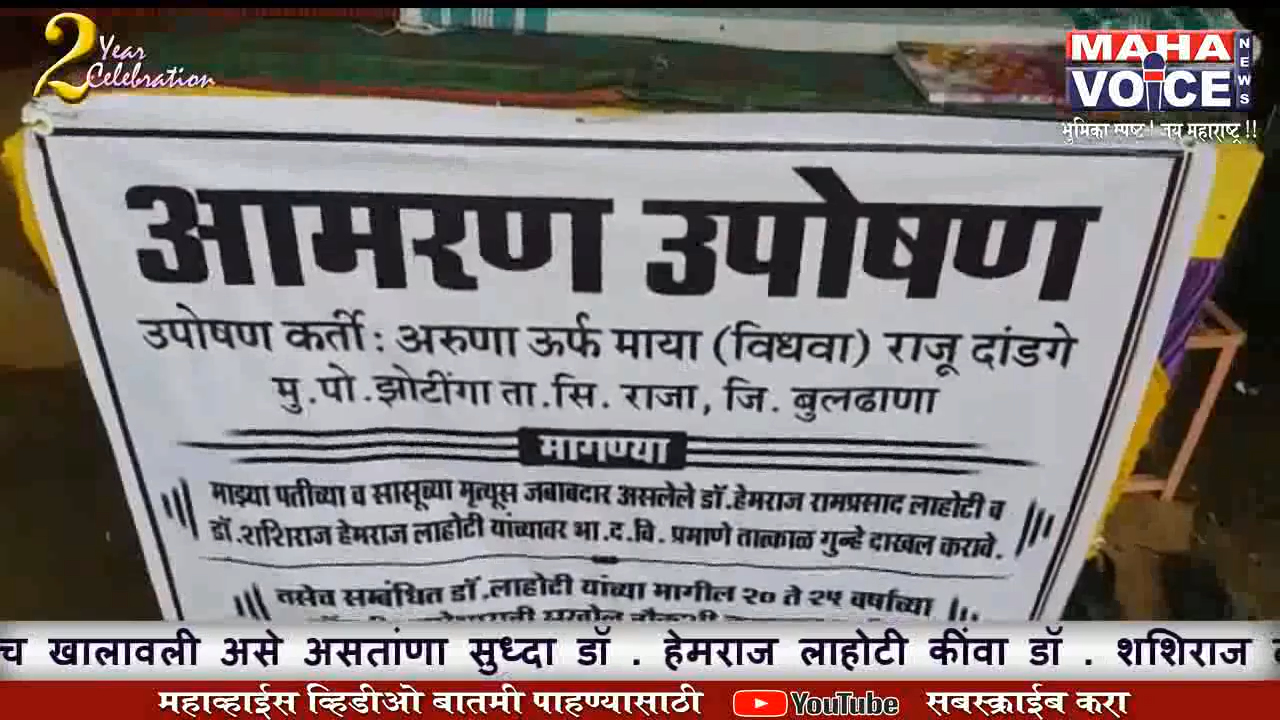 2 Year Celebration
MAHA VOICE NEWS
भुमिका स्पष्ट ! जय महाराष्ट्र !!
आमरण उपोषण
उपोषण कर्ती : अरुणा ऊर्फ माया (विधवा) राजू दांडगे
मु.पो.झोटींगा ता.सि. राजा, जि. बुलढाणा
मागण्या
माझ्या पतीच्या व सासूच्या मृत्यूस जबाबदार असलेले डॉ.हेमराज रामप्रसाद लाहोटी व
डॉ.शशिराज हेमराज लाहोटी यांच्यावर भा.द.वि. प्रमाणे तात्काळ गुन्हे दाखल करावे.
तसेच सम्बंधित डॉ.लाहोटी यांच्या मागील २० ते २५ वर्षाच्या
च खालावली असे असतांणा सुध्दा डॉ . हेमराज लाहोटी कींवा डॉ . शशिराज
महाव्हाईस व्हिडीओ बातमी पाहण्यासाठी YouTube सबस्क्राईब करा